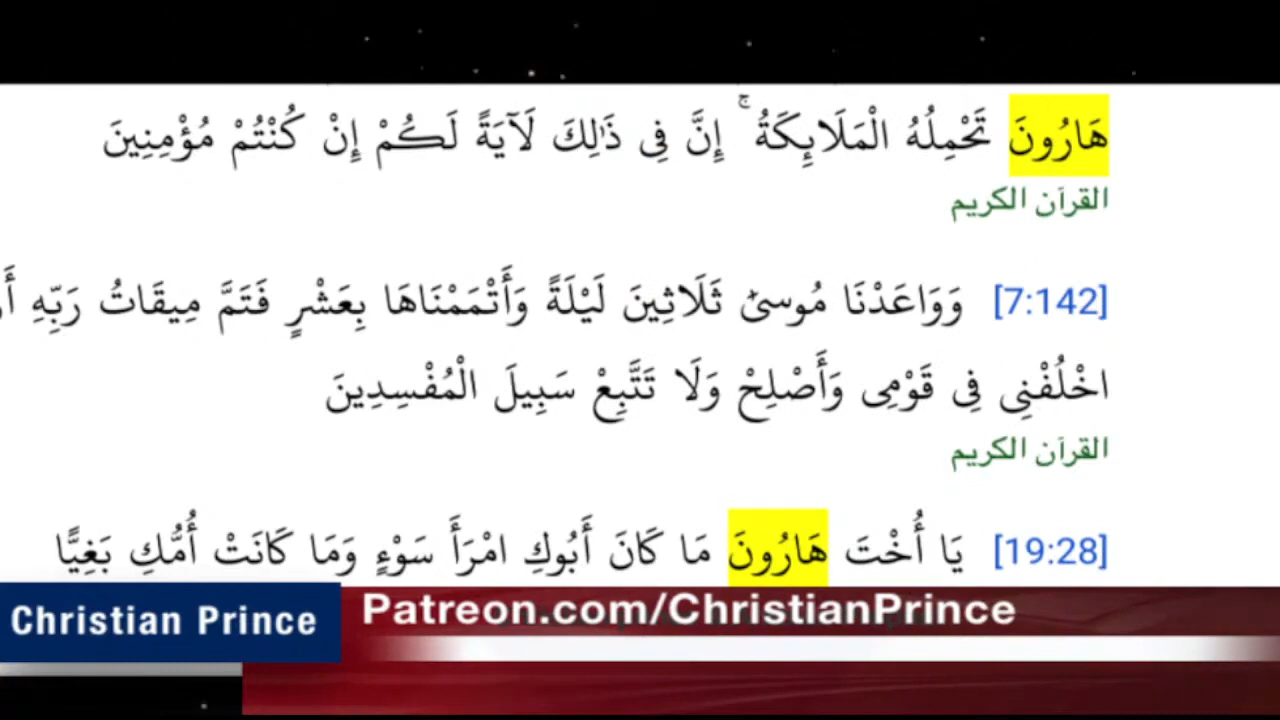 هَارُونَ تَحْمِلُهُ الْمَلَائِكَةُ ۚ إِنَّ فِي ذَٰلِكَ لَآيَةً لَكُمْ إِنْ كُنْتُمْ مُؤْمِنِينَ
القرآن الكريم
[7:142] وَوَاعَدْنَا مُوسَىٰ ثَلَاثِينَ لَيْلَةً وَأَتْمَمْنَاهَا بِعَشْرٍ فَتَمَّ مِيقَاتُ رَبِّهِ
اخْلُفْنِي فِي قَوْمِي وَأَصْلِحْ وَلَا تَتَّبِعْ سَبِيلَ الْمُفْسِدِينَ
القرآن الكريم
[19:28] يَا أُخْتَ هَارُونَ مَا كَانَ أَبُوكِ امْرَأَ سَوْءٍ وَمَا كَانَتْ أُمُّكِ بَغِيًّا
Christian Prince
Patreon.com/ChristianPrince